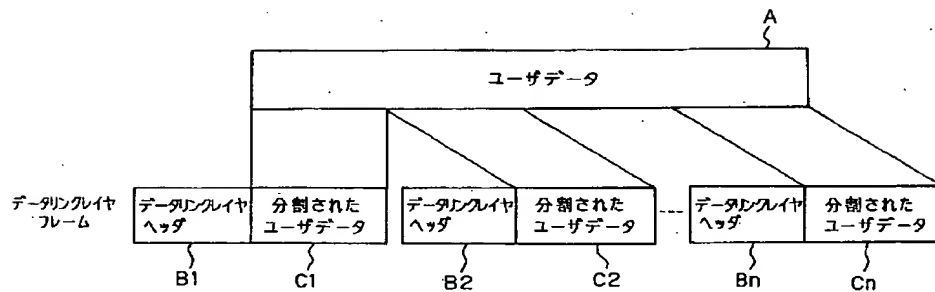 A
ユーザデータ
データリンクレイヤ
フレーム
データリンクレイヤ
ヘッダ
分割された
ユーザデータ
データリンクレイヤ
ヘッダ
分割された
ユーザデータ
データリンクレイヤ
ヘッダ
分割された
ユーザデータ
B1
C1
B2
C2
Bn
Cn